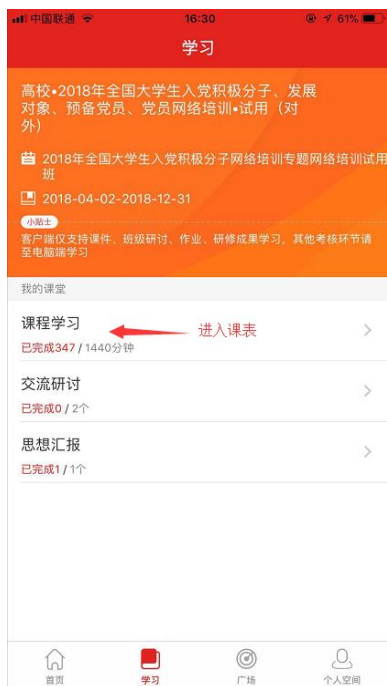 中国联通 16:30 61%
学习
高校•2018年全国大学生入党积极分子、发展
对象、预备党员、党员网络培训•试用（对
外）
2018年全国大学生入党积极分子网络培训专题网络培训试用
班
2018-04-02-2018-12-31
小贴士
客户端仅支持课件、班级研讨、作业、研修成果学习，其他考核环节请
至电脑端学习
我的课堂
课程学习 进入课表
已完成347 / 1440分钟
交流研讨
已完成0 / 2个
思想汇报
已完成1 / 1个
首页 学习 广场 个人空间